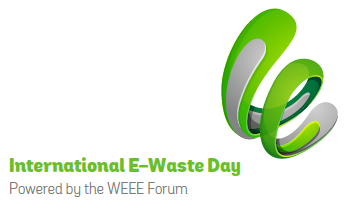 International E-Waste Day
Powered by the WEEE Forum